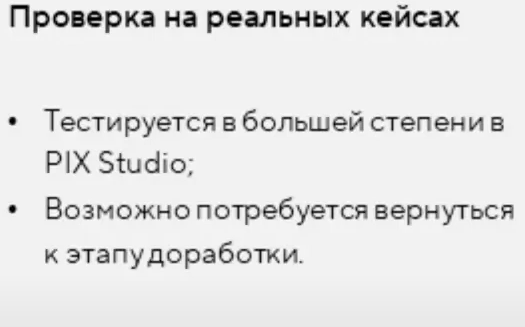 Проверка на реальных кейсах
• Тестируется в большей степени в
PIX Studio;
• Возможно потребуется вернуться
к этапу доработки.